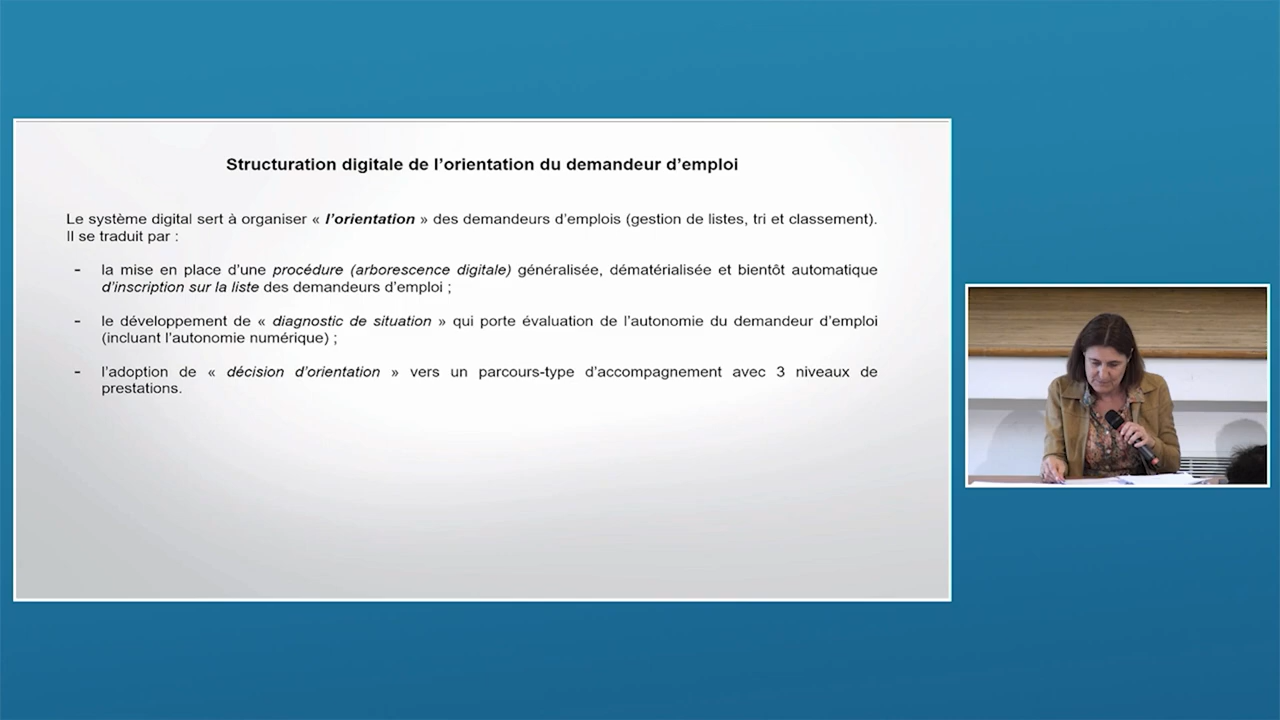 Structuration digitale de l'orientation du demandeur d'emploi
Le système digital sert à organiser « l'orientation » des demandeurs d'emplois (gestion de listes, tri et classement).
Il se traduit par :
- la mise en place d'une procédure (arborescence digitale) généralisée, dématérialisée et bientôt automatique
d'inscription sur la liste des demandeurs d'emploi ;
- le développement de « diagnostic de situation » qui porte évaluation de l'autonomie du demandeur d'emploi
(incluant l'autonomie numérique) ;
- l'adoption de « décision d'orientation » vers un parcours-type d'accompagnement avec 3 niveaux de
prestations.